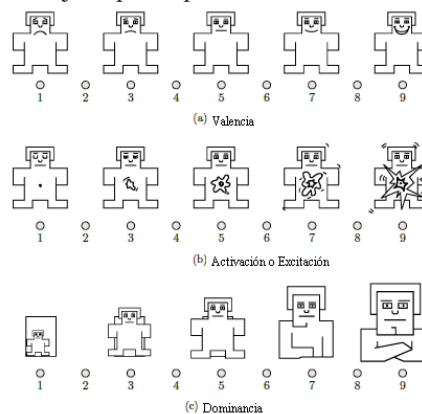 1 2 3 4 5 6 7 8 9
(a) Valencia
1 2 3 4 5 6 7 8 9
(b) Activación o Excitación
1 2 3 4 5 6 7 8 9
(c) Dominancia